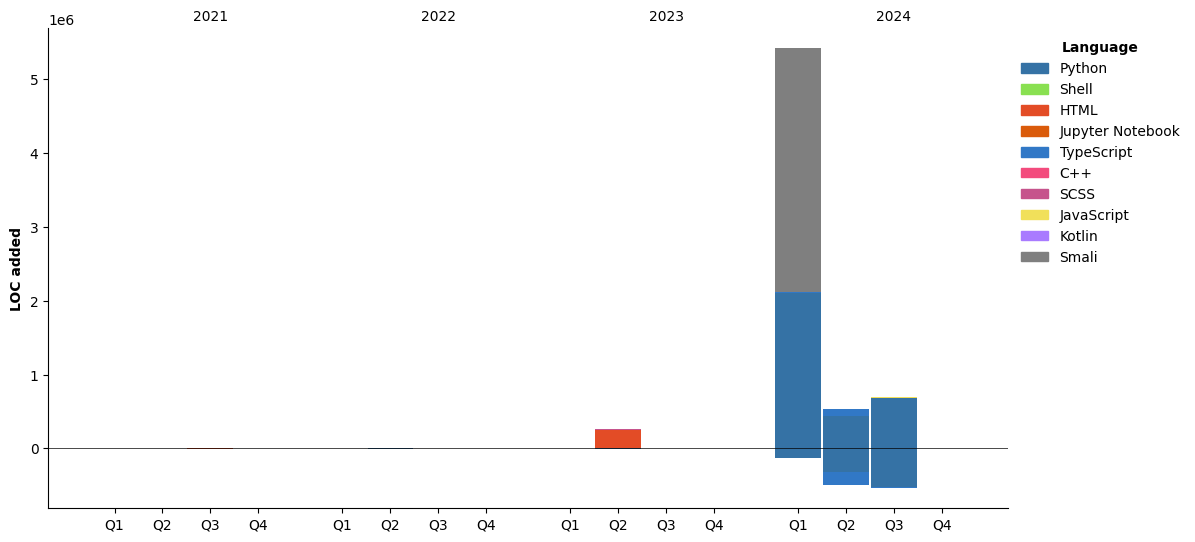 1e6
2021
2022
2023
2024
LOC added
5
4
3
2
1
0
Q1 Q2 Q3 Q4 Q1 Q2 Q3 Q4 Q1 Q2 Q3 Q4 Q1 Q2 Q3 Q4
Language
Python
Shell
HTML
Jupyter Notebook
TypeScript
C++
SCSS
JavaScript
Kotlin
Smali